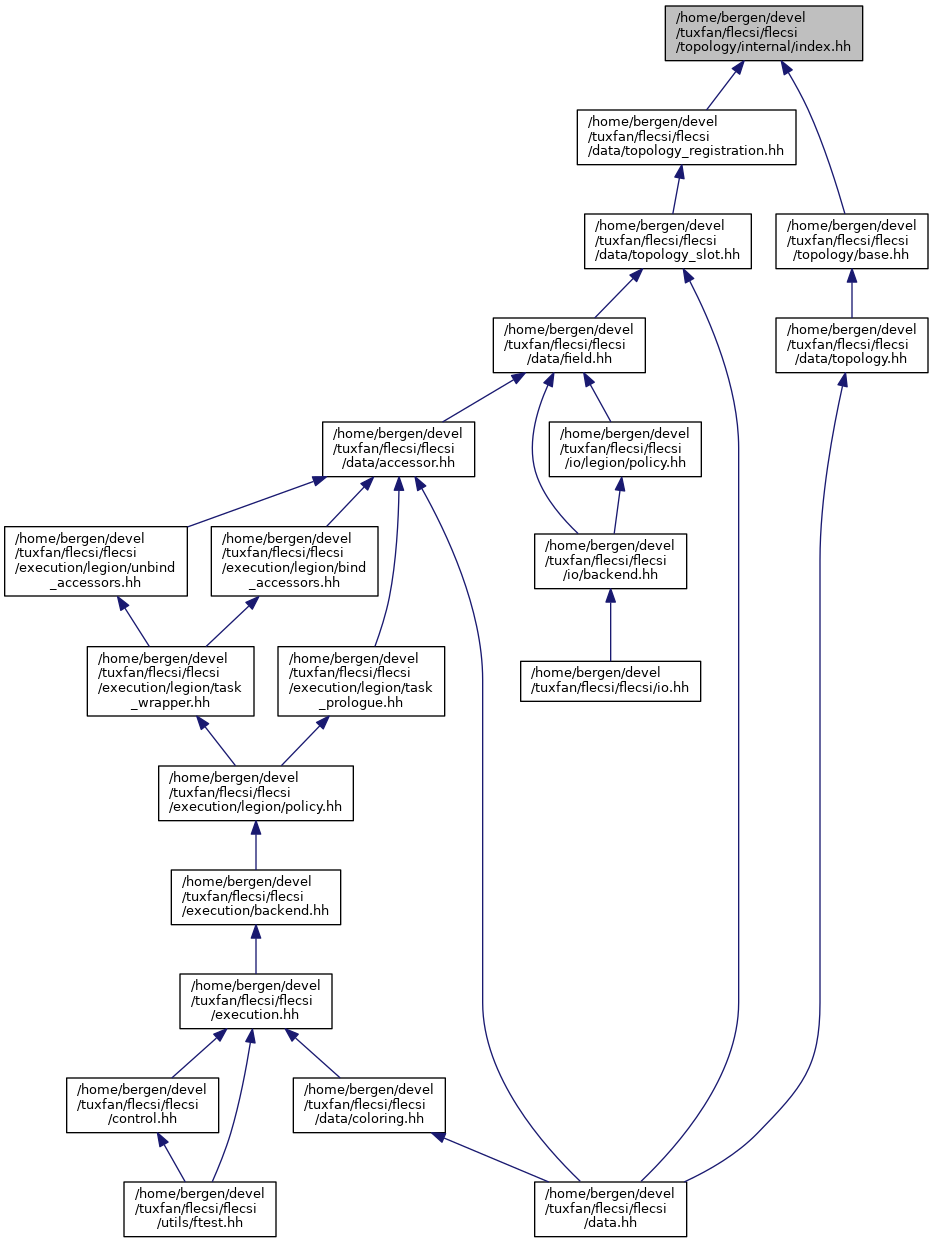 /home/bergen/devel
/tuxfan/flecsi/flecsi
/topology/internal/index.hh
/home/bergen/devel
/tuxfan/flecsi/flecsi
/data/topology_registration.hh
/home/bergen/devel
/tuxfan/flecsi/flecsi
/data/topology_slot.hh
/home/bergen/devel
/tuxfan/flecsi/flecsi
/topology/base.hh
/home/bergen/devel
/tuxfan/flecsi/flecsi
/data/field.hh
/home/bergen/devel
/tuxfan/flecsi/flecsi
/data/topology.hh
/home/bergen/devel
/tuxfan/flecsi/flecsi
/data/accessor.hh
/home/bergen/devel
/tuxfan/flecsi/flecsi
/io/legion/policy.hh
/home/bergen/devel
/tuxfan/flecsi/flecsi
/execution/legion/unbind
_accessors.hh
/home/bergen/devel
/tuxfan/flecsi/flecsi
/execution/legion/bind
_accessors.hh
/home/bergen/devel
/tuxfan/flecsi/flecsi
/io/backend.hh
/home/bergen/devel
/tuxfan/flecsi/flecsi
/execution/legion/task
_wrapper.hh
/home/bergen/devel
/tuxfan/flecsi/flecsi
/execution/legion/task
_prologue.hh
/home/bergen/devel
/tuxfan/flecsi/flecsi/io.hh
/home/bergen/devel
/tuxfan/flecsi/flecsi
/execution/legion/policy.hh
/home/bergen/devel
/tuxfan/flecsi/flecsi
/execution/backend.hh
/home/bergen/devel
/tuxfan/flecsi/flecsi
/execution.hh
/home/bergen/devel
/tuxfan/flecsi/flecsi
/control.hh
/home/bergen/devel
/tuxfan/flecsi/flecsi
/data/coloring.hh
/home/bergen/devel
/tuxfan/flecsi/flecsi
/utils/ftest.hh
/home/bergen/devel
/tuxfan/flecsi/flecsi
/data.hh